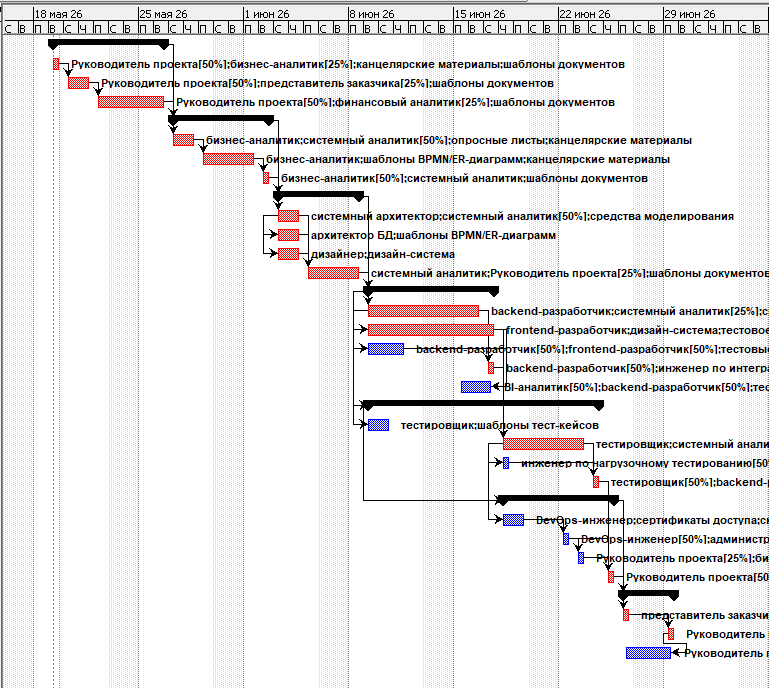 18 мая 26 25 мая 26 1 июн 26 8 июн 26 15 июн 26 22 июн 26 29 июн 26
С В П В С Ч П С В П В С Ч П С В П В С Ч П С В П В С Ч П С В П В С Ч П С В П В С Ч П С В П В С Ч П С В
Руководитель проекта[50%];бизнес-аналитик[25%];канцелярские материалы;шаблоны документов
Руководитель проекта[50%];представитель заказчика[25%];шаблоны документов
Руководитель проекта[50%];финансовый аналитик[25%];шаблоны документов
бизнес-аналитик;системный аналитик[50%];опросные листы;канцелярские материалы
бизнес-аналитик;шаблоны BPMN/ER-диаграмм;канцелярские материалы
бизнес-аналитик[50%];системный аналитик;шаблоны документов
системный архитектор;системный аналитик[50%];средства моделирования
архитектор БД;шаблоны BPMN/ER-диаграмм
дизайнер;дизайн-система
системный аналитик;Руководитель проекта[25%];шаблоны документов
backend-разработчик;системный аналитик[25%];с
frontend-разработчик;дизайн-система;тестовое
backend-разработчик[50%];frontend-разработчик[50%];тестовы
backend-разработчик[50%];инженер по интегра
BI-аналитик[50%];backend-разработчик[50%];тес
тестировщик;шаблоны тест-кейсов
тестировщик;системный анали
инженер по нагрузочному тестированию[50
тестировщик[50%];backend-р
DevOps-инженер;сертификаты доступа;с
DevOps-инженер[50%];администр
Руководитель проекта[25%];би
Руководитель проекта[50
представитель заказчи
Руководитель
Руководитель п